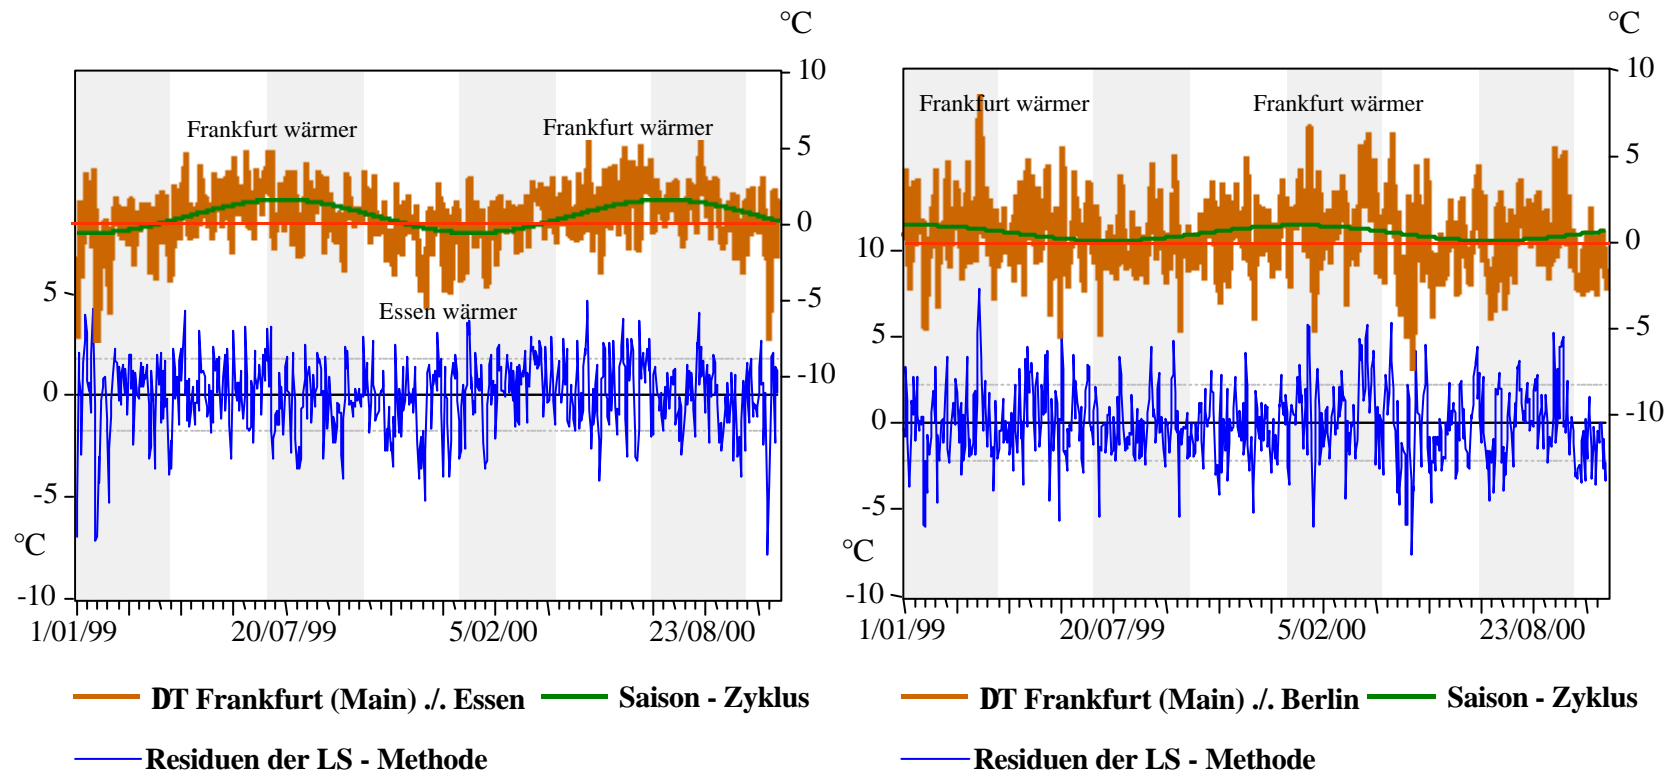 °C
10
5
0
-5
-10
Frankfurt wärmer
Frankfurt wärmer
Essen wärmer
5
0
-5
°C
-10
1/01/99 20/07/99 5/02/00 23/08/00
DT Frankfurt (Main) ./. Essen
Saison - Zyklus
Residuen der LS - Methode
°C
10
5
0
-5
-10
Frankfurt wärmer
Frankfurt wärmer
10
5
0
-5
°C
-10
1/01/99 20/07/99 5/02/00 23/08/00
DT Frankfurt (Main) ./. Berlin
Saison - Zyklus
Residuen der LS - Methode